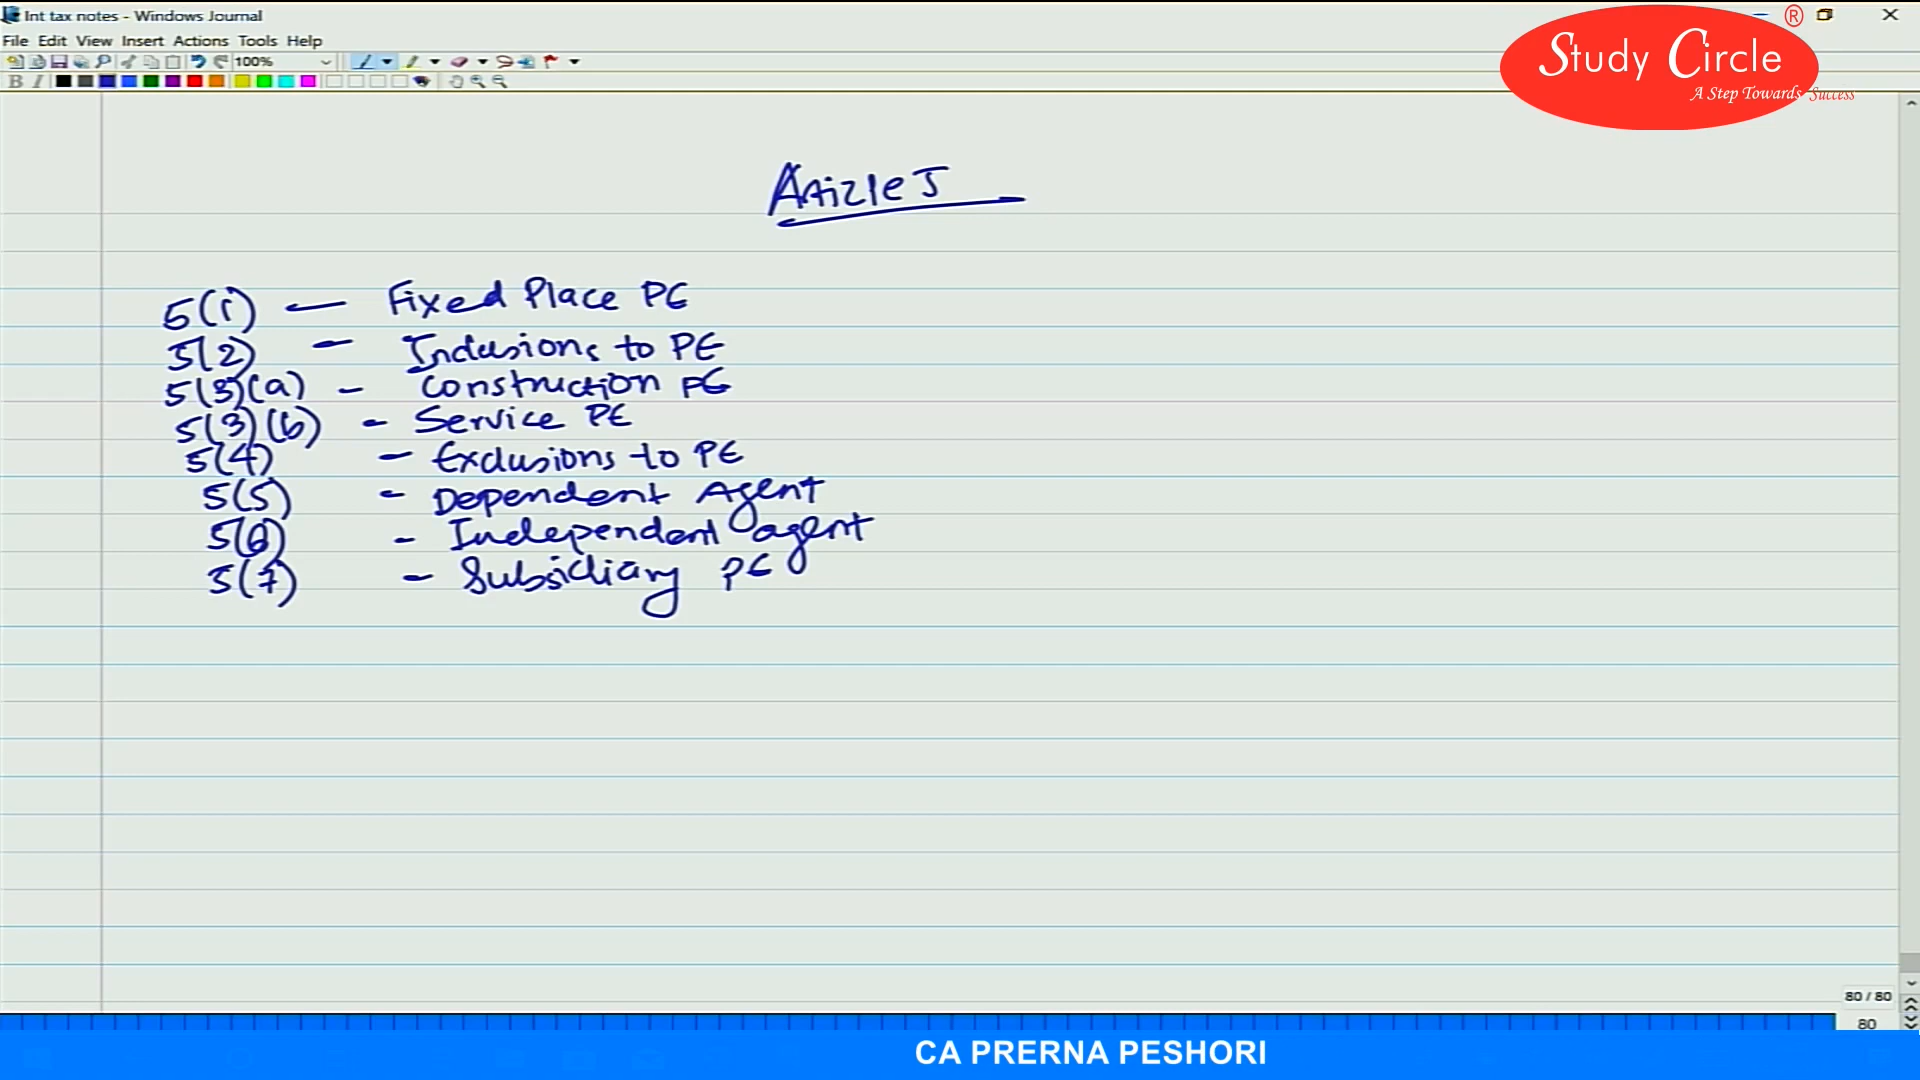 Int tax notes - Windows Journal
File Edit View Insert Actions Tools Help
100%
B I
®
Study Circle
A Step Towards Success
Article 5
5(1) — Fixed Place PE
5(2) — Inclusions to PE
5(3)(a) - Construction PE
5(3)(b) - Service PE
5(4) - Exclusions to PE
5(5) - Dependent Agent
5(6) - Independent agent
5(7) - Subsidiary PE
80 / 80
80
CA PRERNA PESHORI